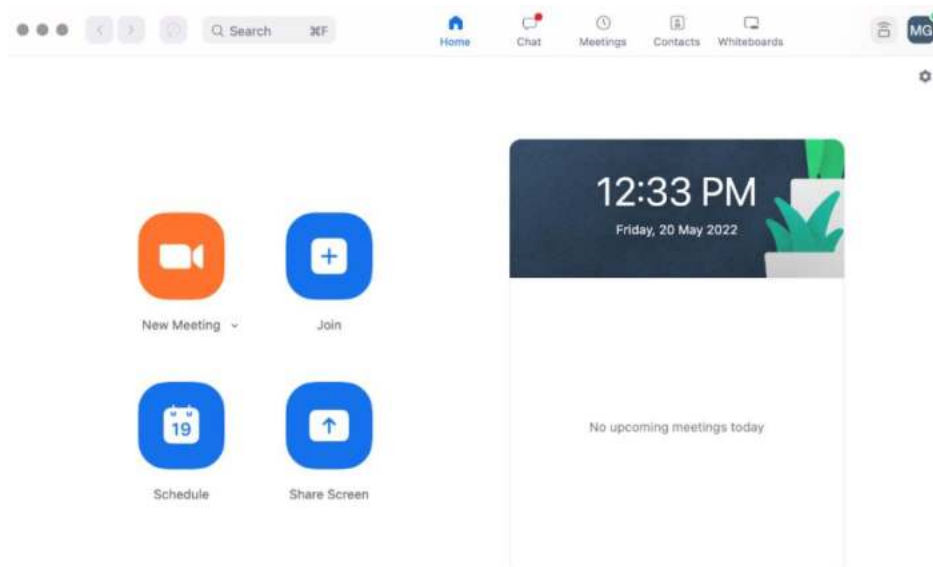 Search ⌘F
Home
Chat
Meetings
Contacts
Whiteboards
MG
12:33 PM
Friday, 20 May 2022
New Meeting
Join
19
Schedule
Share Screen
No upcoming meetings today